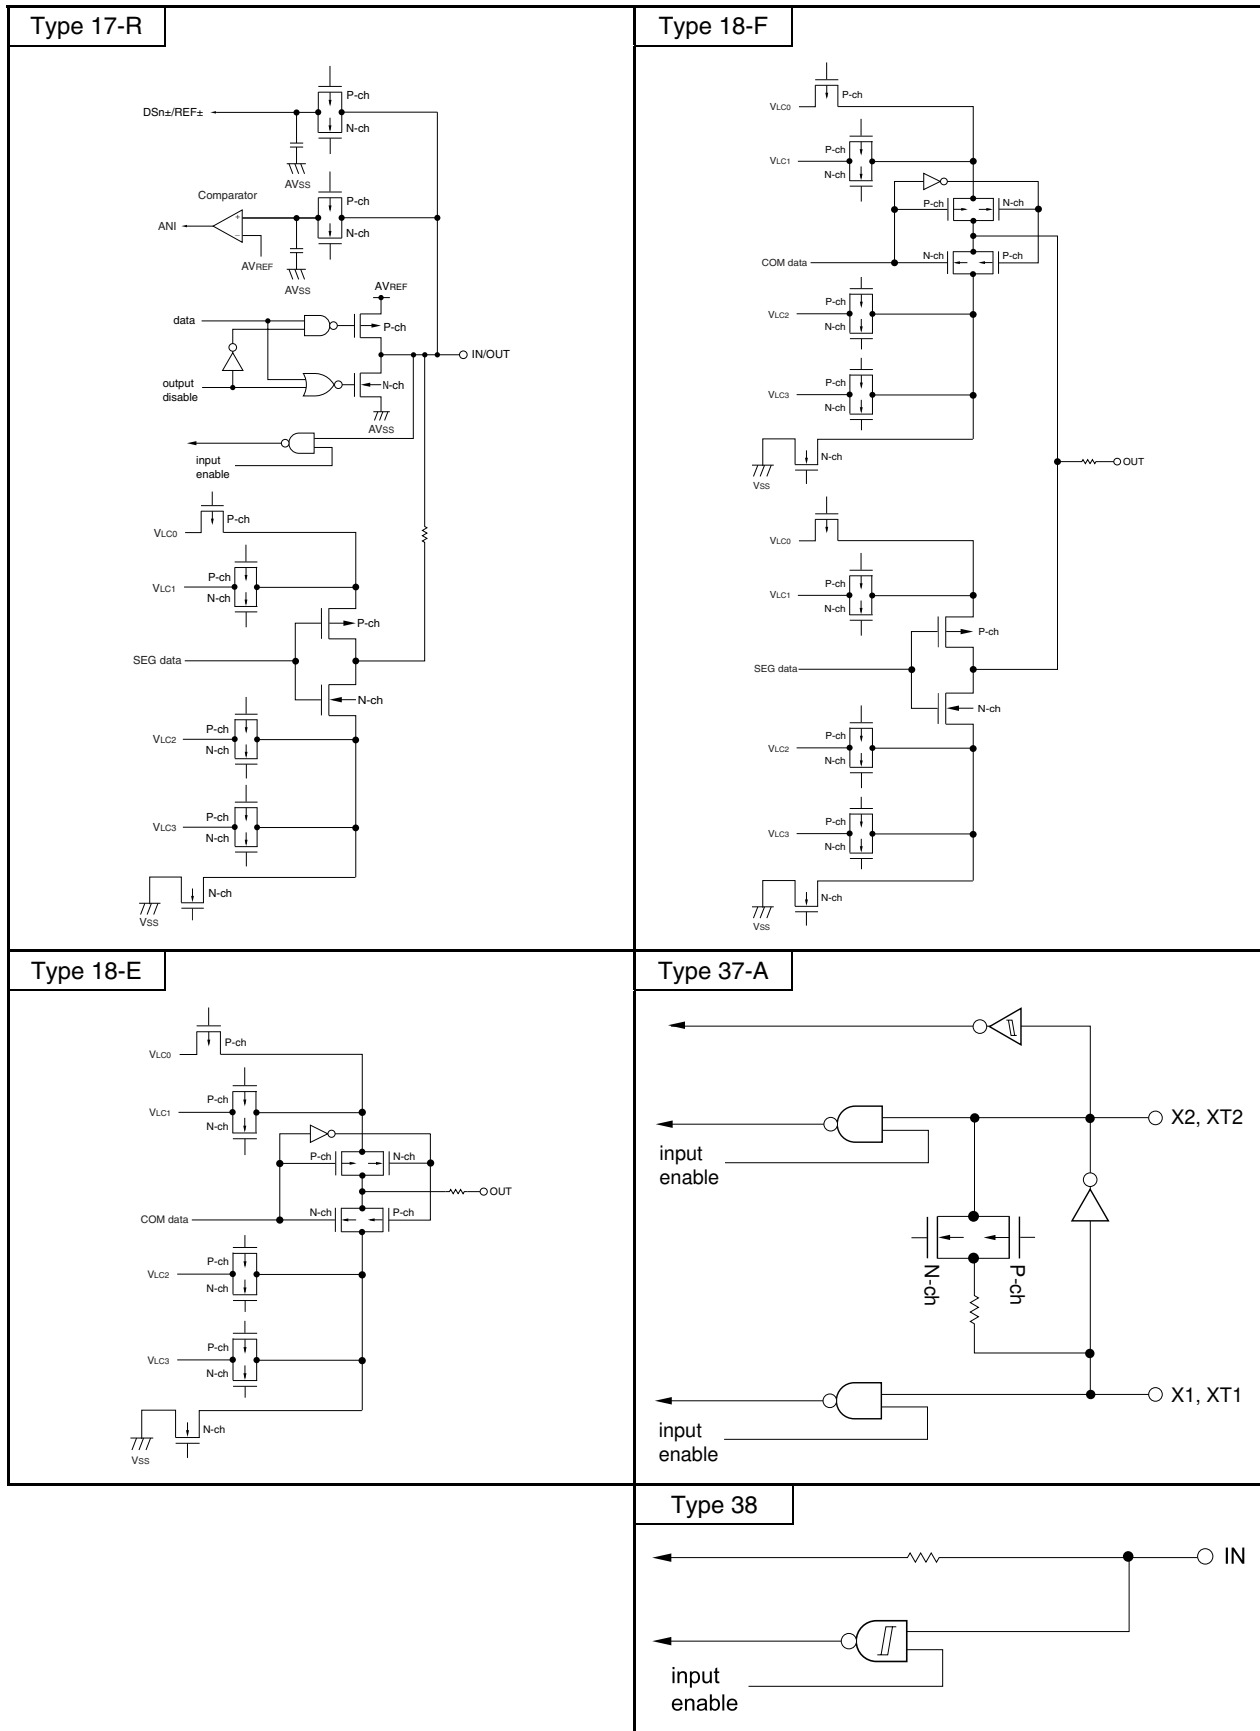 Type 17-R
P-ch
DSn±/REF±
N-ch
AVSS
Comparator
P-ch
+
ANI
−
N-ch
AVREF
AVSS
AVREF
data
P-ch
IN/OUT
output
disable
N-ch
AVSS
input
enable
P-ch
VLC0
P-ch
VLC1
N-ch
P-ch
SEG data
N-ch
P-ch
VLC2
N-ch
P-ch
VLC3
N-ch
N-ch
VSS
Type 18-F
P-ch
VLC0
P-ch
VLC1
N-ch
P-ch
N-ch
N-ch
P-ch
COM data
P-ch
VLC2
N-ch
P-ch
VLC3
N-ch
N-ch
VSS
OUT
P-ch
VLC0
P-ch
VLC1
N-ch
P-ch
SEG data
N-ch
P-ch
VLC2
N-ch
P-ch
VLC3
N-ch
N-ch
VSS
Type 18-E
P-ch
VLC0
P-ch
VLC1
N-ch
P-ch
N-ch
OUT
N-ch
P-ch
COM data
P-ch
VLC2
N-ch
P-ch
VLC3
N-ch
N-ch
VSS
Type 37-A
X2, XT2
input
enable
N-ch
P-ch
X1, XT1
input
enable
Type 38
IN
input
enable